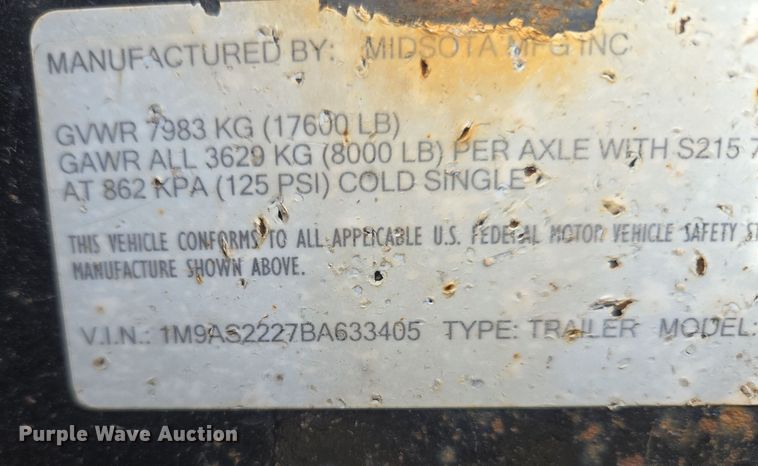 MANUFACTURED BY: MIDSOTA MFG INC
GVWR 7983 KG (17600 LB)
GAWR ALL 3629 KG (8000 LB) PER AXLE WITH S215 7
AT 862 KPA (125 PSI) COLD SINGLE
THIS VEHICLE CONFORMS TO ALL APPLICABLE U.S. FEDERAL MOTOR VEHICLE SAFETY ST
MANUFACTURE SHOWN ABOVE.
V.I.N.: 1M9AS2227BA633405 TYPE: TRAILER MODEL:
Purple Wave Auction